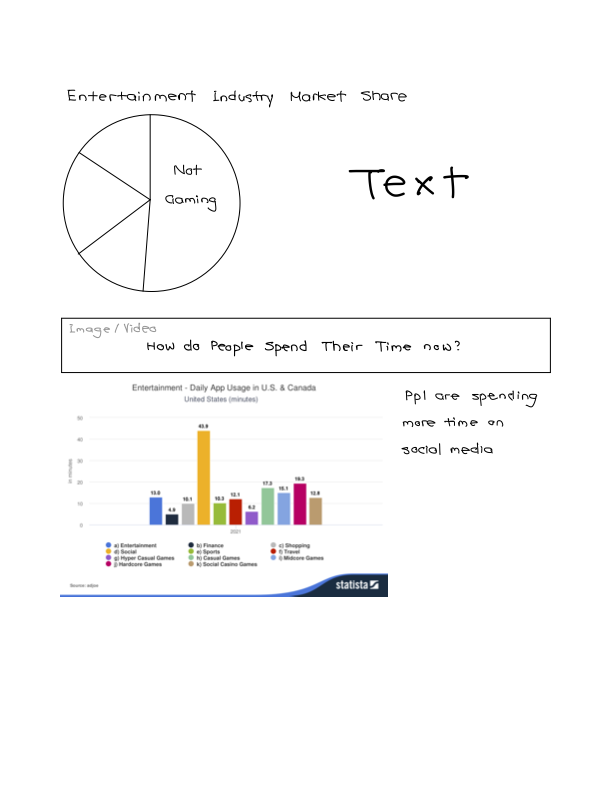 Entertainment Industry Market Share
Not
Gaming
Text
Image / Video
How do People Spend Their Time now?
Entertainment - Daily App Usage in U.S. & Canada
United States (minutes)
in minutes
50
40
30
20
10
0
13.0
4.9
10.1
43.9
10.3
12.1
6.2
17.3
15.1
19.3
12.8
2021
a) Entertainment b) Finance c) Shopping
d) Social e) Sports f) Travel
g) Hyper Casual Games h) Casual Games i) Midcore Games
j) Hardcore Games k) Social Casino Games
Source: adjoe
statista
Ppl are spending
more time on
social media